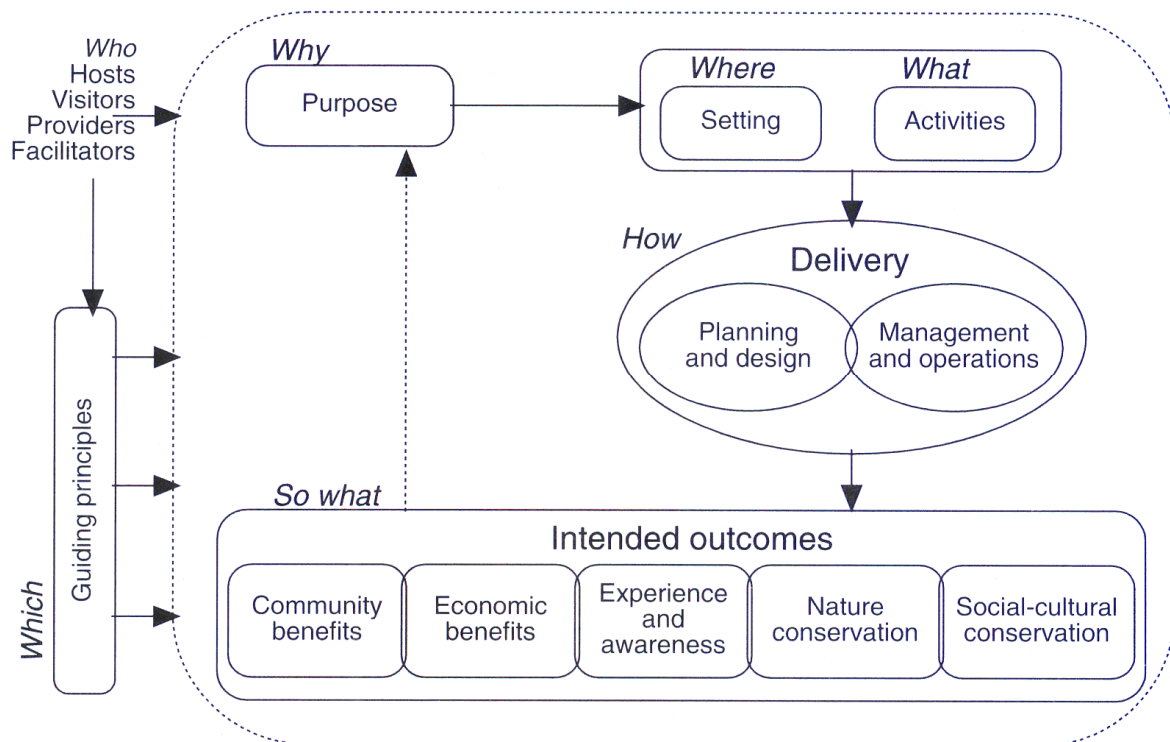 Who
Hosts
Visitors
Providers
Facilitators
Why
Purpose
Where
Setting
What
Activities
How
Delivery
Planning
and design
Management
and operations
Which
Guiding principles
So what
Intended outcomes
Community
benefits
Economic
benefits
Experience
and
awareness
Nature
conservation
Social-cultural
conservation